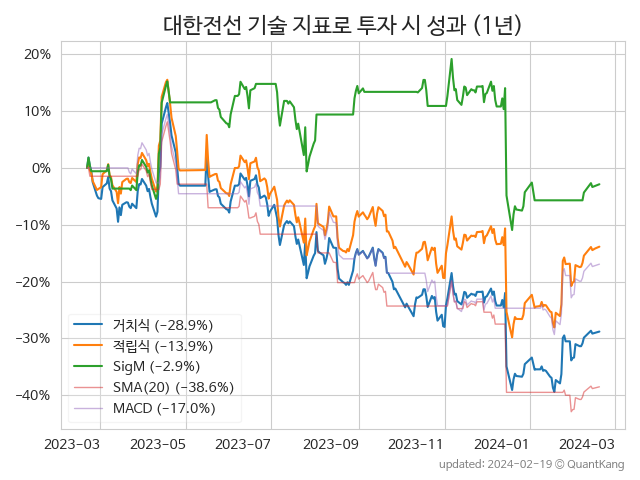 대한전선 기술 지표로 투자 시 성과 (1년)
20%
10%
0%
−10%
−20%
−30%
−40%
거치식 (−28.9%)
적립식 (−13.9%)
SigM (−2.9%)
SMA(20) (−38.6%)
MACD (−17.0%)
2023-03 2023-05 2023-07 2023-09 2023-11 2024-01 2024-03
updated: 2024-02-19 © QuantKang